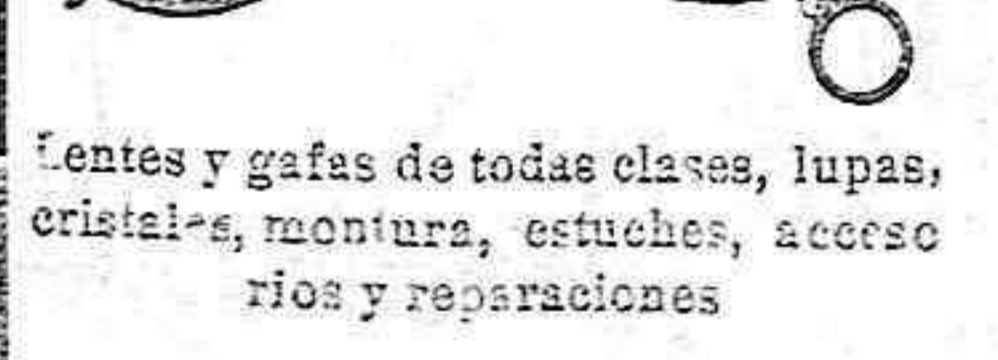 Lentes y gafas de todas clases, lupas,
cristales, montura, estuches, acceso
rios y reparaciones